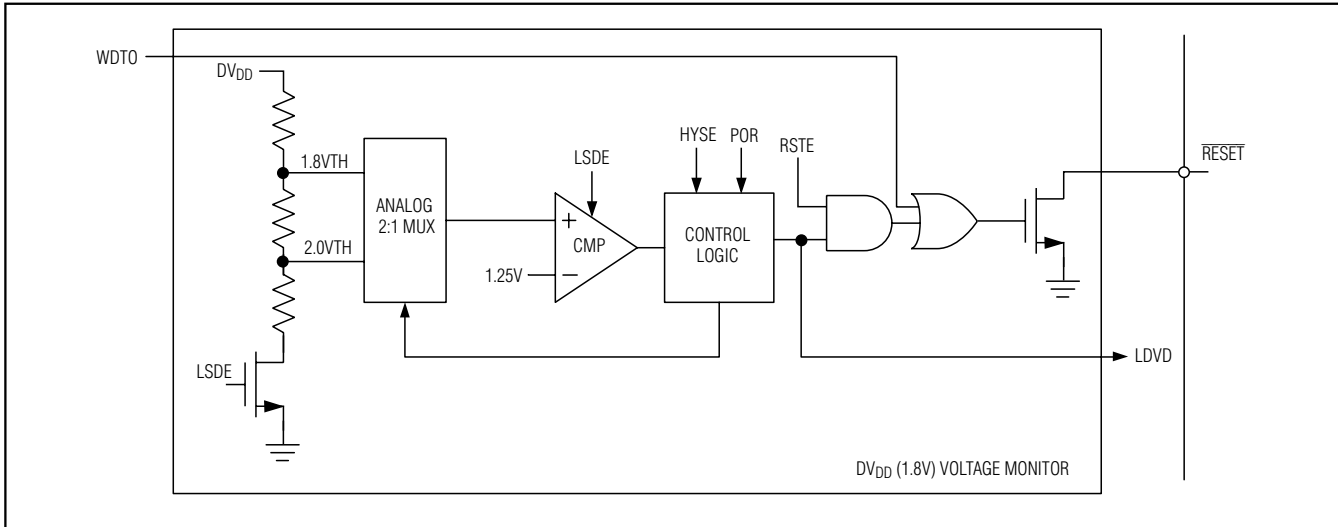 WDTO
DVDD
1.8VTH
2.0VTH
ANALOG
2:1 MUX
LSDE
+
CMP
1.25V
−
HYSE
POR
CONTROL
LOGIC
RSTE
RESET
LDVD
LSDE
DVDD (1.8V) VOLTAGE MONITOR